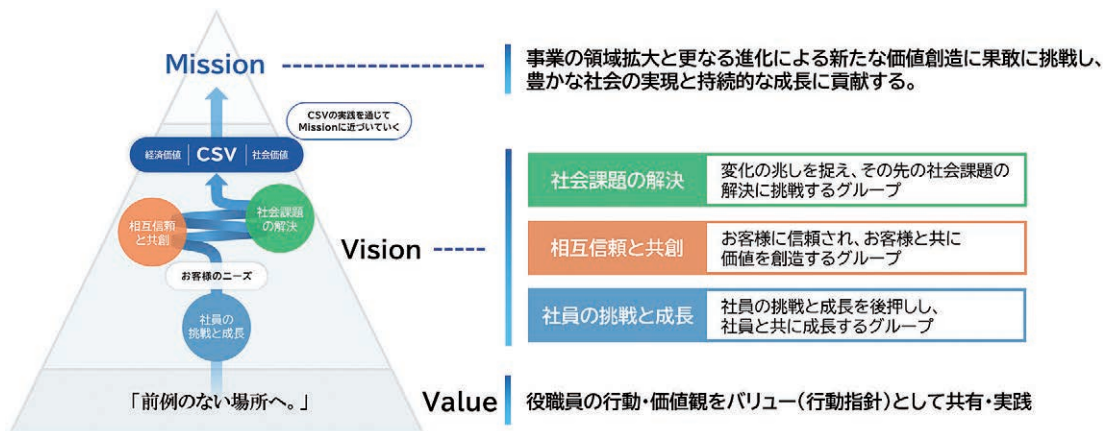 Mission
事業の領域拡大と更なる進化による新たな価値創造に果敢に挑戦し、
豊かな社会の実現と持続的な成長に貢献する。
CSVの実践を通じて
Missionに近づいていく
経済価値 | CSV | 社会価値
社会課題
の解決
相互信頼
と共創
お客様のニーズ
社員の
挑戦と成長
Vision
社会課題の解決
変化の兆しを捉え、その先の社会課題の
解決に挑戦するグループ
相互信頼と共創
お客様に信頼され、お客様と共に
価値を創造するグループ
社員の挑戦と成長
社員の挑戦と成長を後押しし、
社員と共に成長するグループ
「前例のない場所へ。」
Value
役職員の行動・価値観をバリュー(行動指針)として共有・実践